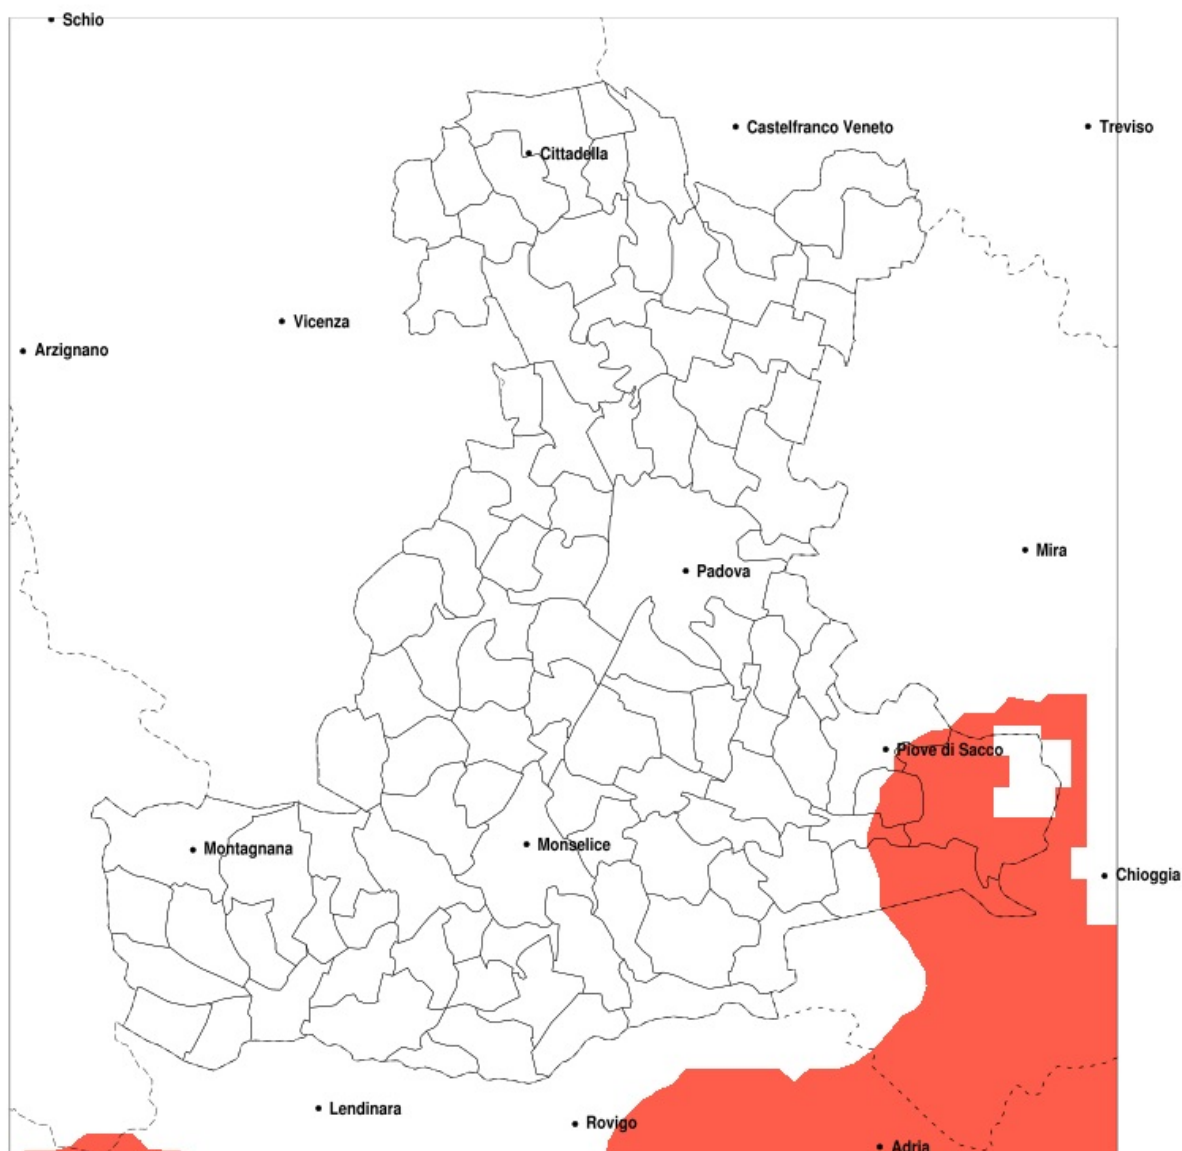 Schio
Castelfranco Veneto
Treviso
Cittadella
Vicenza
Arzignano
Mira
Padova
Piove di Sacco
Monselice
Montagnana
Chioggia
Lendinara
Rovigo
Adria